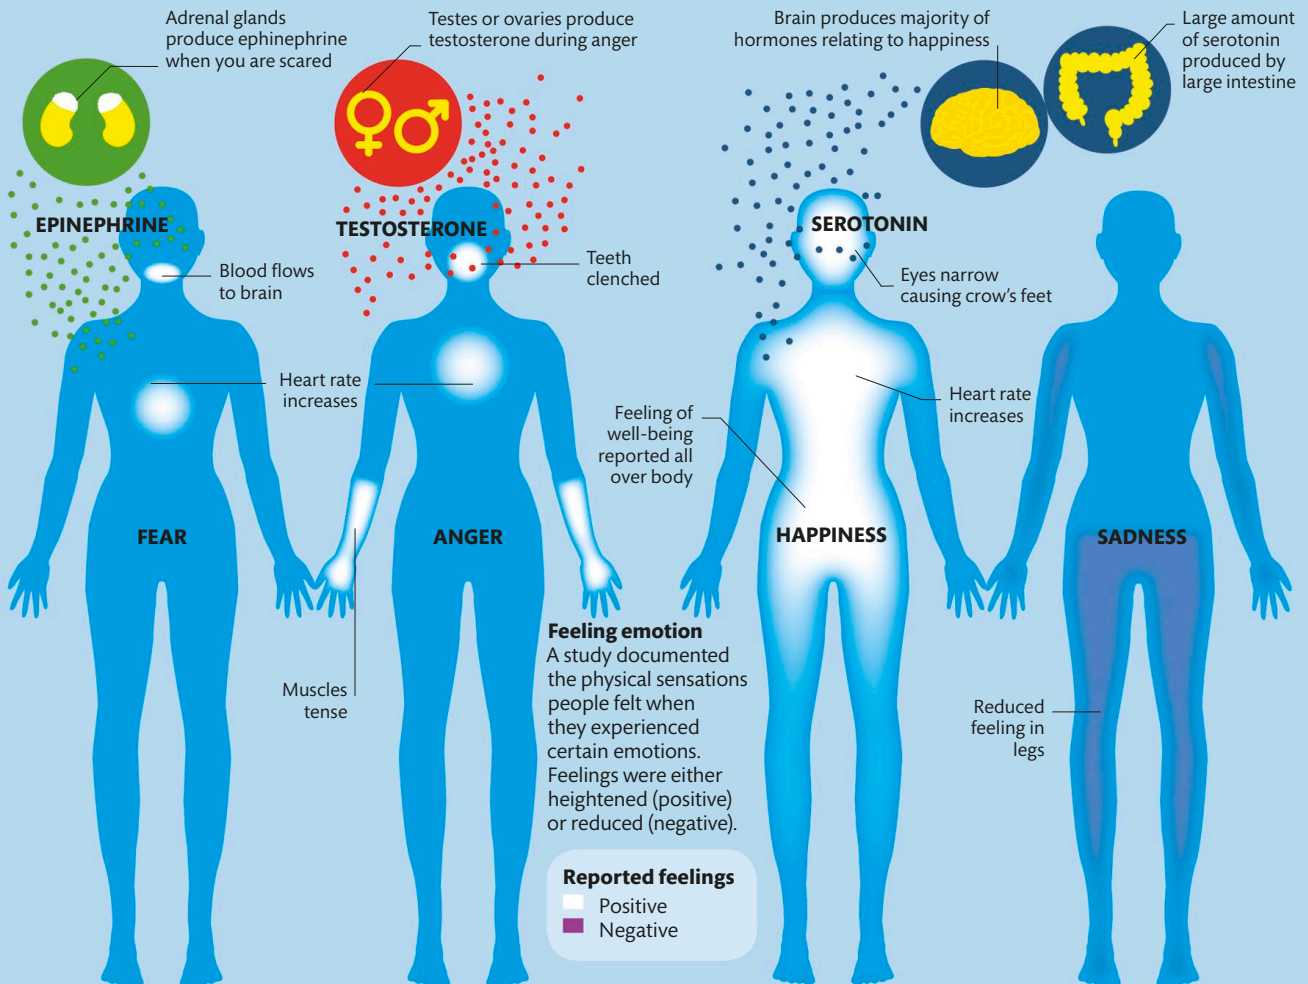 Adrenal glands
produce ephinephrine
when you are scared
Testes or ovaries produce
testosterone during anger
Brain produces majority of
hormones relating to happiness
Large amount
of serotonin
produced by
large intestine
EPINEPHRINE
TESTOSTERONE
SEROTONIN
Blood flows
to brain
Teeth
clenched
Eyes narrow
causing crow’s feet
Heart rate
increases
Heart rate
increases
Feeling of
well-being
reported all
over body
FEAR
ANGER
HAPPINESS
SADNESS
Muscles
tense
Feeling emotion
A study documented
the physical sensations
people felt when
they experienced
certain emotions.
Feelings were either
heightened (positive)
or reduced (negative).
Reduced
feeling in
legs
Reported feelings
Positive
Negative